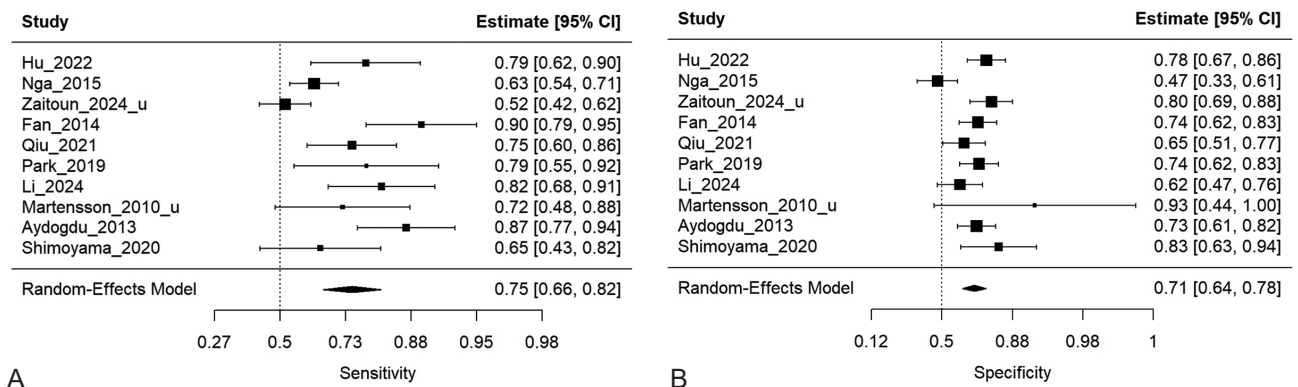 Study Estimate [95% CI]
Hu_2022 0.79 [0.62, 0.90]
Nga_2015 0.63 [0.54, 0.71]
Zaitoun_2024_u 0.52 [0.42, 0.62]
Fan_2014 0.90 [0.79, 0.95]
Qiu_2021 0.75 [0.60, 0.86]
Park_2019 0.79 [0.55, 0.92]
Li_2024 0.82 [0.68, 0.91]
Martensson_2010_u 0.72 [0.48, 0.88]
Aydogdu_2013 0.87 [0.77, 0.94]
Shimoyama_2020 0.65 [0.43, 0.82]
Random-Effects Model 0.75 [0.66, 0.82]
0.27 0.5 0.73 0.88 0.95 0.98
Sensitivity
A
Study Estimate [95% CI]
Hu_2022 0.78 [0.67, 0.86]
Nga_2015 0.47 [0.33, 0.61]
Zaitoun_2024_u 0.80 [0.69, 0.88]
Fan_2014 0.74 [0.62, 0.83]
Qiu_2021 0.65 [0.51, 0.77]
Park_2019 0.74 [0.62, 0.83]
Li_2024 0.62 [0.47, 0.76]
Martensson_2010_u 0.93 [0.44, 1.00]
Aydogdu_2013 0.73 [0.61, 0.82]
Shimoyama_2020 0.83 [0.63, 0.94]
Random-Effects Model 0.71 [0.64, 0.78]
0.12 0.5 0.88 0.98 1
Specificity
B